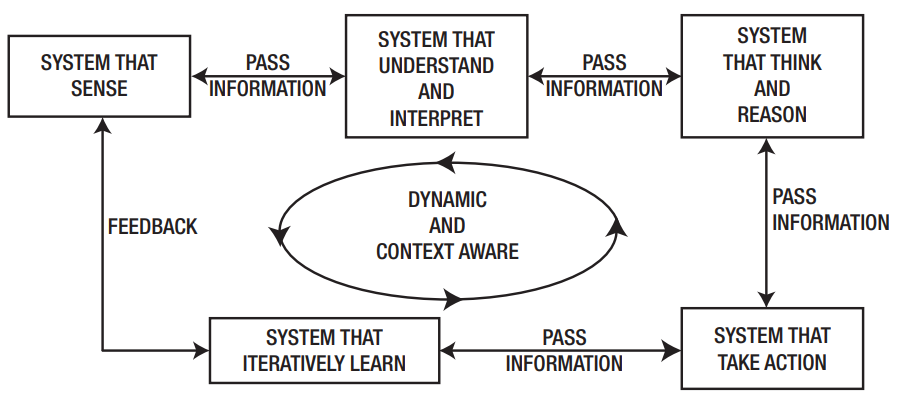 SYSTEM THAT
SENSE
PASS
INFORMATION
SYSTEM THAT
UNDERSTAND
AND
INTERPRET
PASS
INFORMATION
SYSTEM
THAT THINK
AND
REASON
FEEDBACK
DYNAMIC
AND
CONTEXT AWARE
PASS
INFORMATION
SYSTEM THAT
ITERATIVELY LEARN
PASS
INFORMATION
SYSTEM THAT
TAKE ACTION